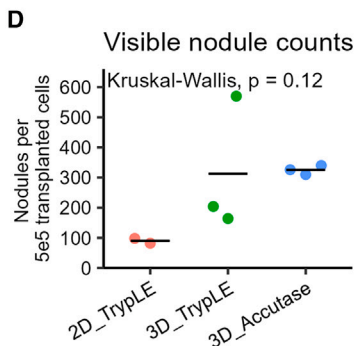 D
Visible nodule counts
Kruskal-Wallis, p = 0.12
Nodules per
5e5 transplanted cells
600
500
400
300
200
100
0
2D_TrypLE
3D_TrypLE
3D_Accutase